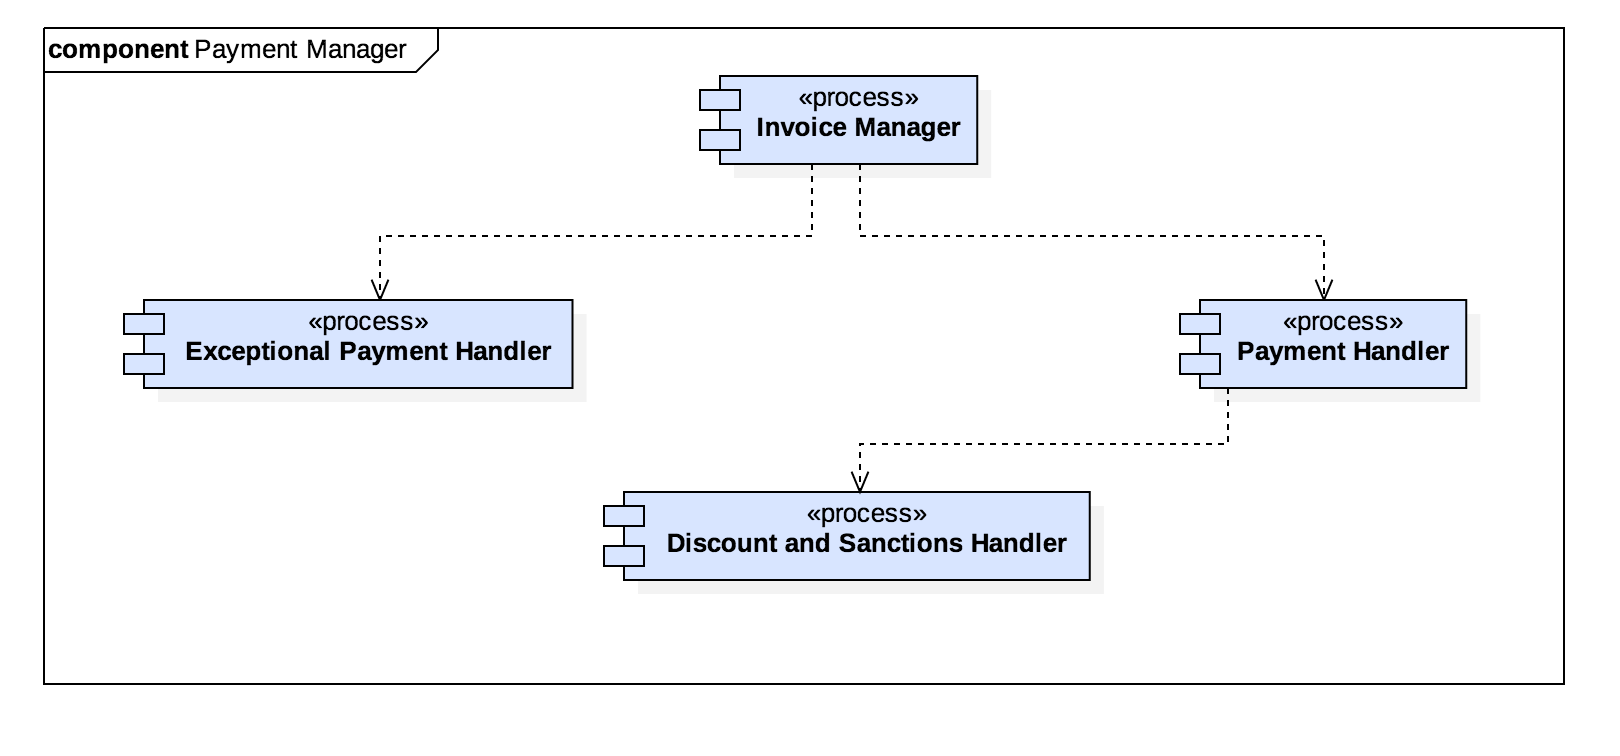 component Payment Manager
«process»
Invoice Manager
«process»
Exceptional Payment Handler
«process»
Payment Handler
«process»
Discount and Sanctions Handler